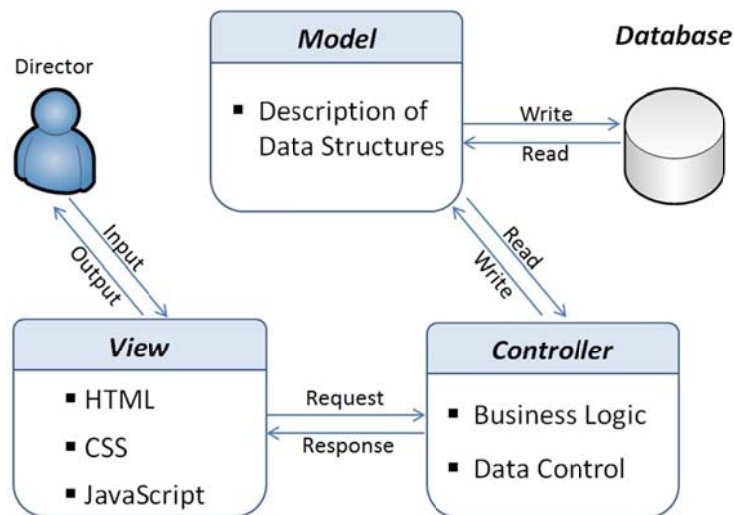 Director
Model
▪ Description of
Data Structures
Database
Write
Read
Input
Output
Read
Write
View
▪ HTML
▪ CSS
▪ JavaScript
Request
Response
Controller
▪ Business Logic
▪ Data Control